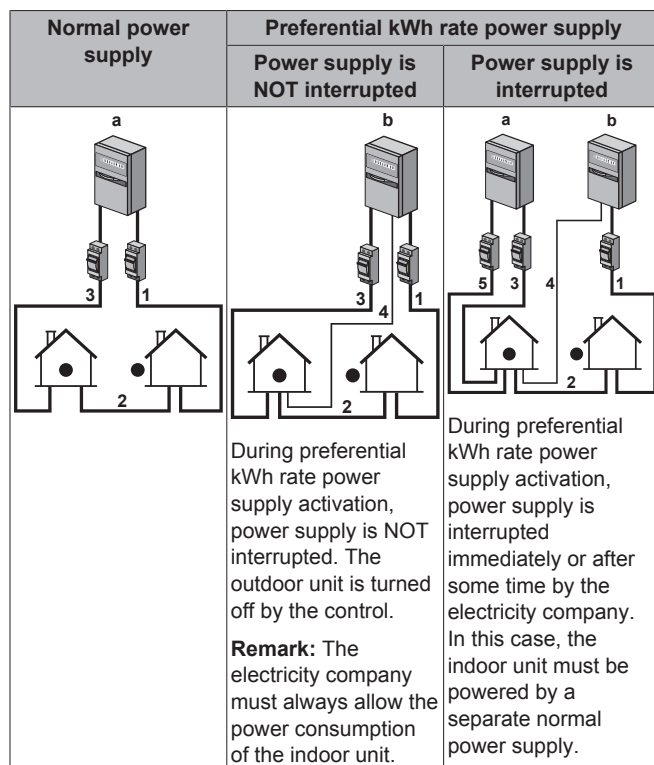 Normal power
supply
Preferential kWh rate power supply
Power supply is
NOT interrupted
Power supply is
interrupted
a
3
1
2
b
3
4
1
2
During preferential
kWh rate power
supply activation,
power supply is NOT
interrupted. The
outdoor unit is turned
off by the control.
Remark: The
electricity company
must always allow the
power consumption
of the indoor unit.
a
b
5
3
4
1
2
During preferential
kWh rate power
supply activation,
power supply is
interrupted
immediately or after
some time by the
electricity company.
In this case, the
indoor unit must be
powered by a
separate normal
power supply.